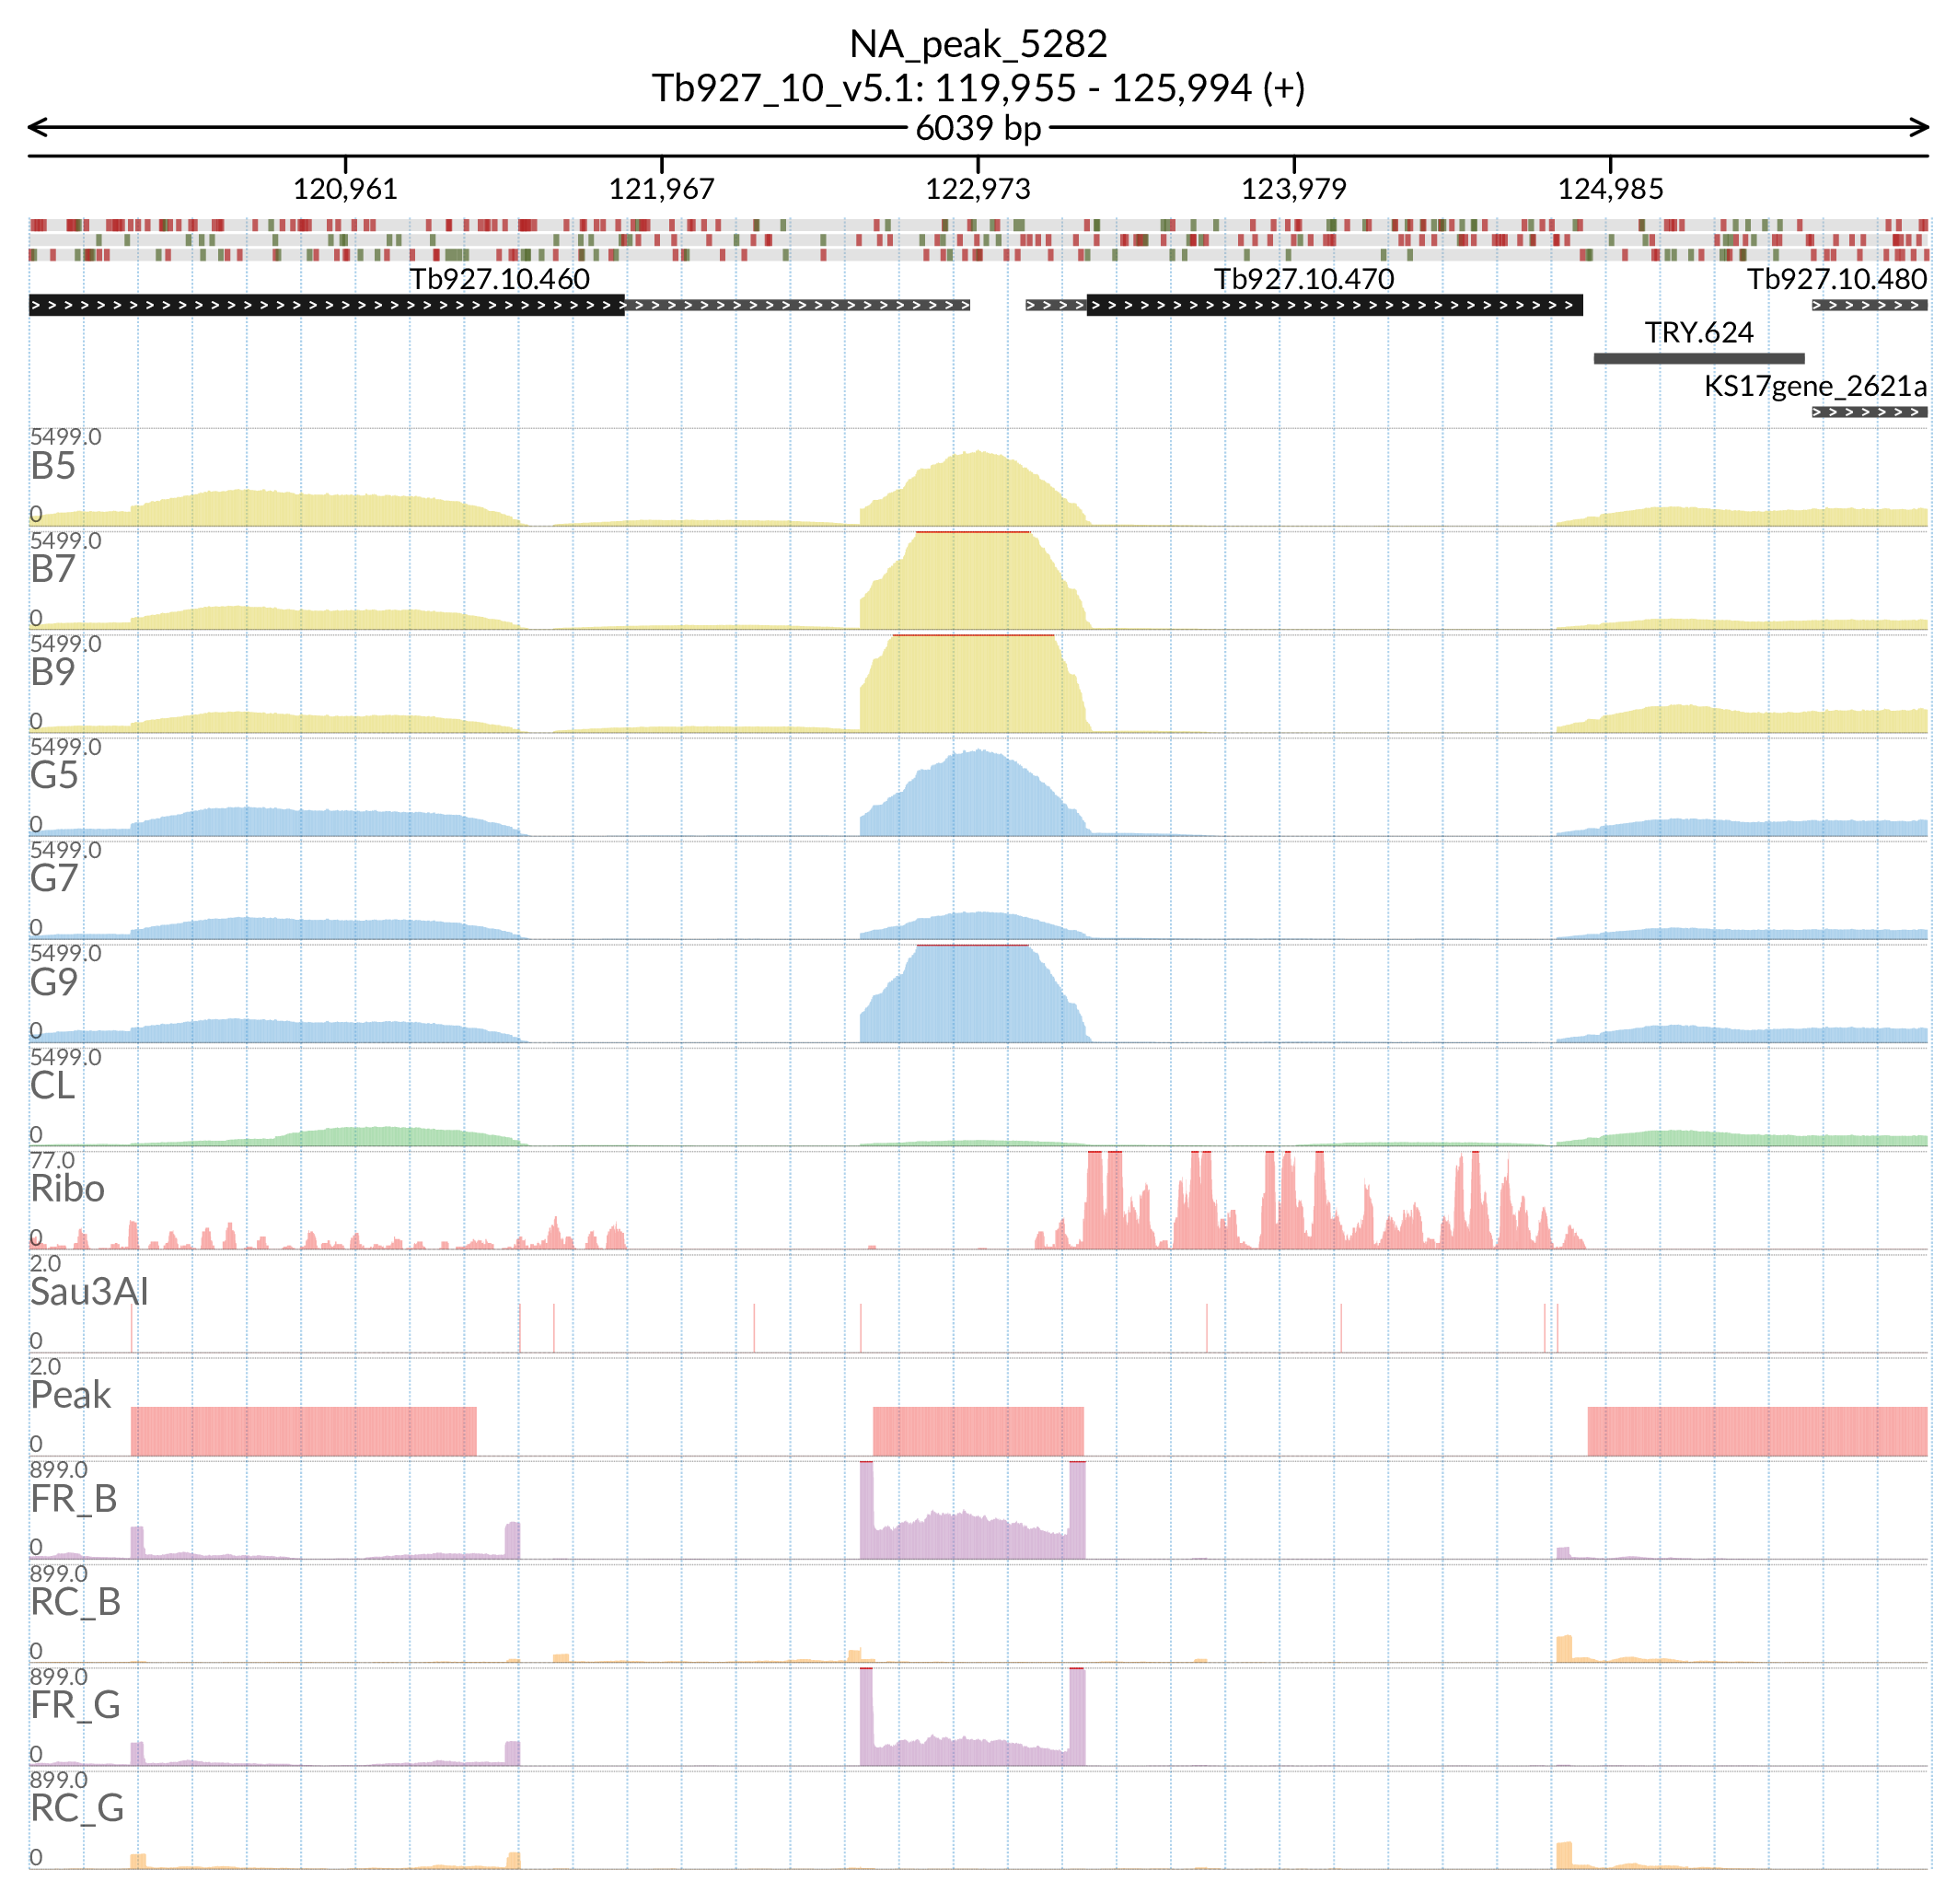 NA_peak_5282
Tb927_10_v5.1: 119,955 - 125,994 (+)
6039 bp
120,961 121,967 122,973 123,979 124,985
Tb927.10.460 Tb927.10.470 Tb927.10.480
TRY.624
KS17gene_2621a
5499.0
B5
0
5499.0
B7
0
5499.0
B9
0
5499.0
G5
0
5499.0
G7
0
5499.0
G9
0
5499.0
CL
0
77.0
Ribo
0
2.0
Sau3AI
0
2.0
Peak
0
899.0
FR_B
0
899.0
RC_B
0
899.0
FR_G
0
899.0
RC_G
0